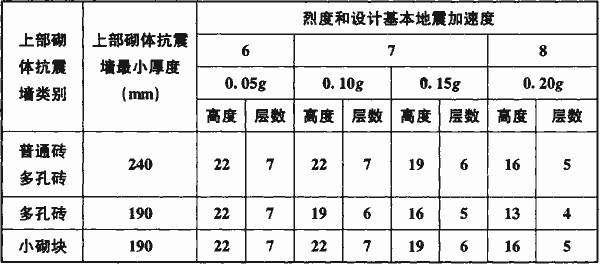 上部砌体抗震墙类别 上部砌体抗震墙最小厚度(mm) 烈度和设计基本地震加速度
6 7 8
0.05g 0.10g 0.15g 0.20g
高度 层数 高度 层数 高度 层数 高度 层数
普通砖多孔砖 240 22 7 22 7 19 6 16 5
多孔砖 190 22 7 19 6 16 5 13 4
小砌块 190 22 7 22 7 19 6 16 5